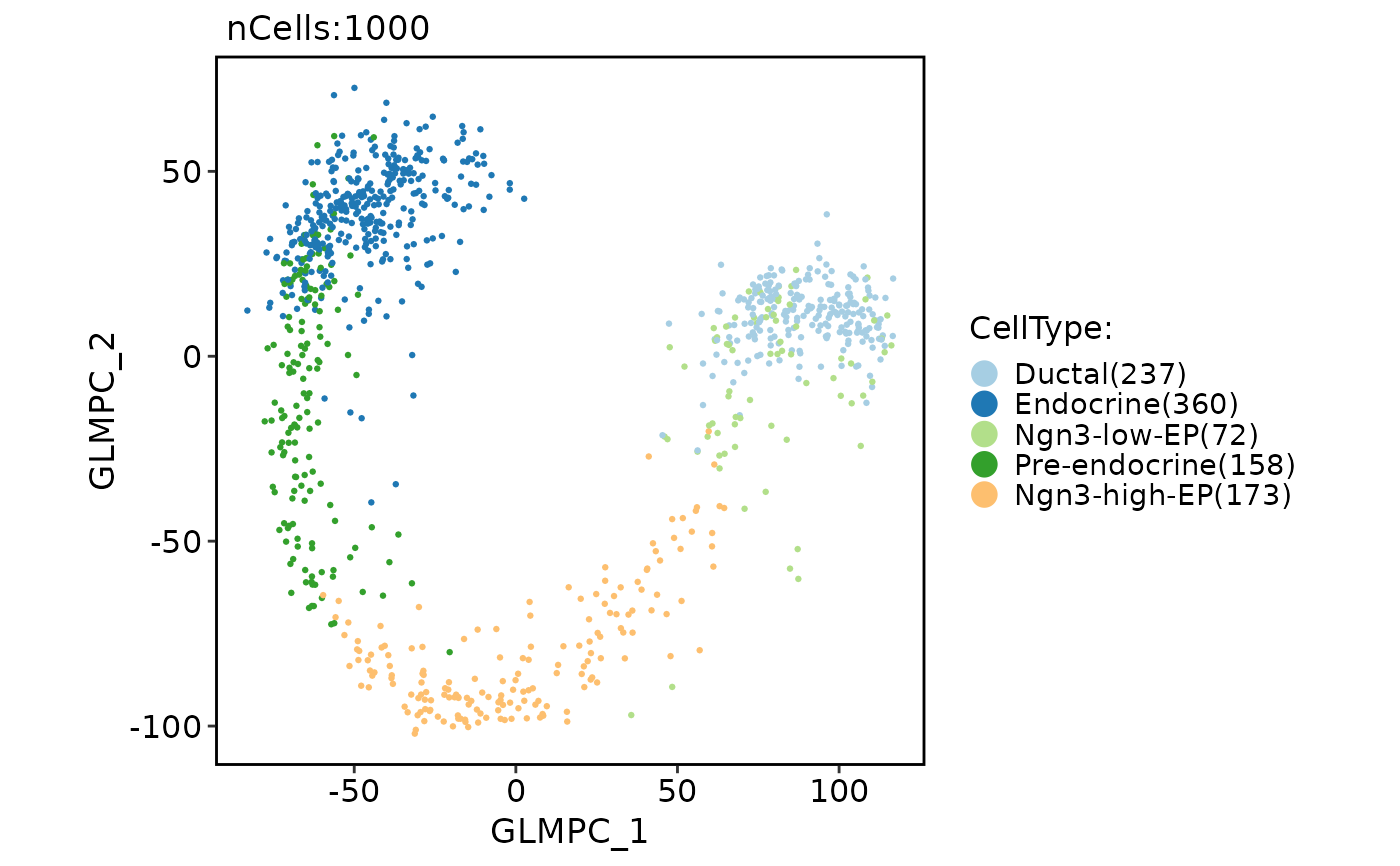 nCells:1000
GLMPC_2
50
0
-50
-100
-50
0
50
100
GLMPC_1
CellType:
Ductal(237)
Endocrine(360)
Ngn3-low-EP(72)
Pre-endocrine(158)
Ngn3-high-EP(173)